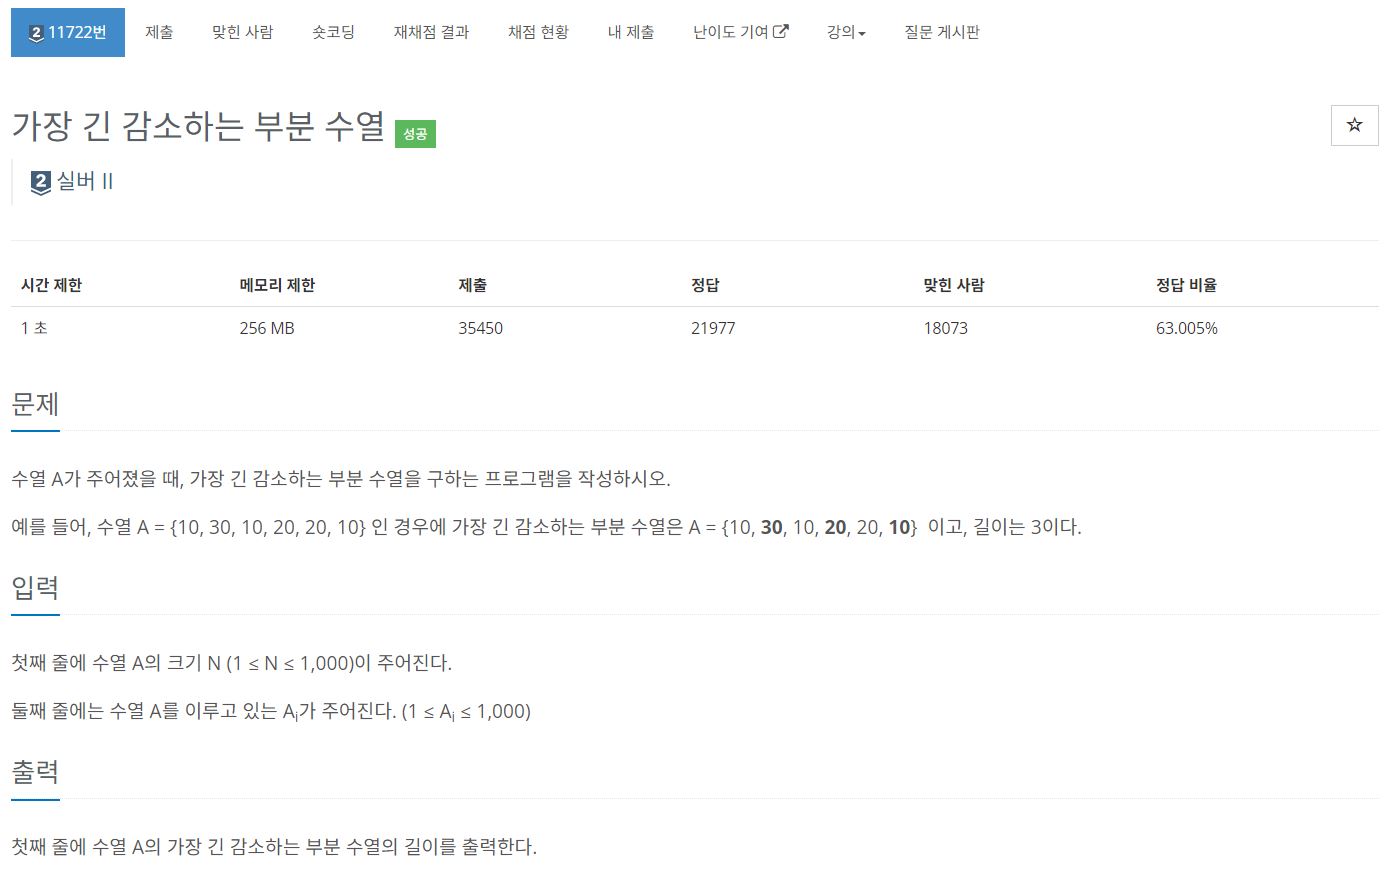 2 11722번 제출 맞힌 사람 숏코딩 재채점 결과 채점 현황 내 제출 난이도 기여 강의 질문 게시판
가장 긴 감소하는 부분 수열 성공
2 실버 II
시간 제한 메모리 제한 제출 정답 맞힌 사람 정답 비율
1 초 256 MB 35450 21977 18073 63.005%
문제
수열 A가 주어졌을 때, 가장 긴 감소하는 부분 수열을 구하는 프로그램을 작성하시오.
예를 들어, 수열 A = {10, 30, 10, 20, 20, 10} 인 경우에 가장 긴 감소하는 부분 수열은 A = {10, 30, 10, 20, 20, 10} 이고, 길이는 3이다.
입력
첫째 줄에 수열 A의 크기 N (1 ≤ N ≤ 1,000)이 주어진다.
둘째 줄에는 수열 A를 이루고 있는 Ai가 주어진다. (1 ≤ Ai ≤ 1,000)
출력
첫째 줄에 수열 A의 가장 긴 감소하는 부분 수열의 길이를 출력한다.